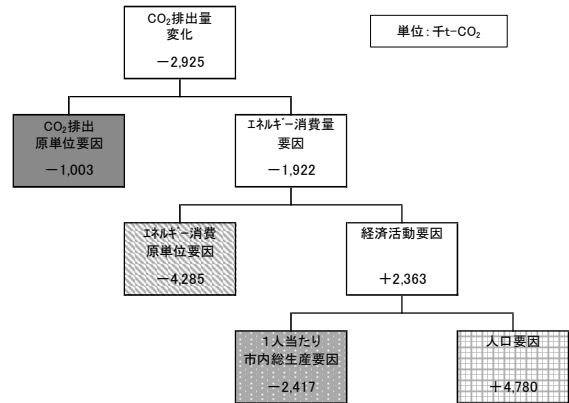 CO₂排出量
変化
－2,925
単位：千t-CO₂
CO₂排出
原単位要因
－1,003
ｴﾈﾙｷﾞｰ消費量
要因
－1,922
ｴﾈﾙｷﾞｰ消費
原単位要因
－4,285
経済活動要因
＋2,363
1人当たり
市内総生産要因
－2,417
人口要因
＋4,780